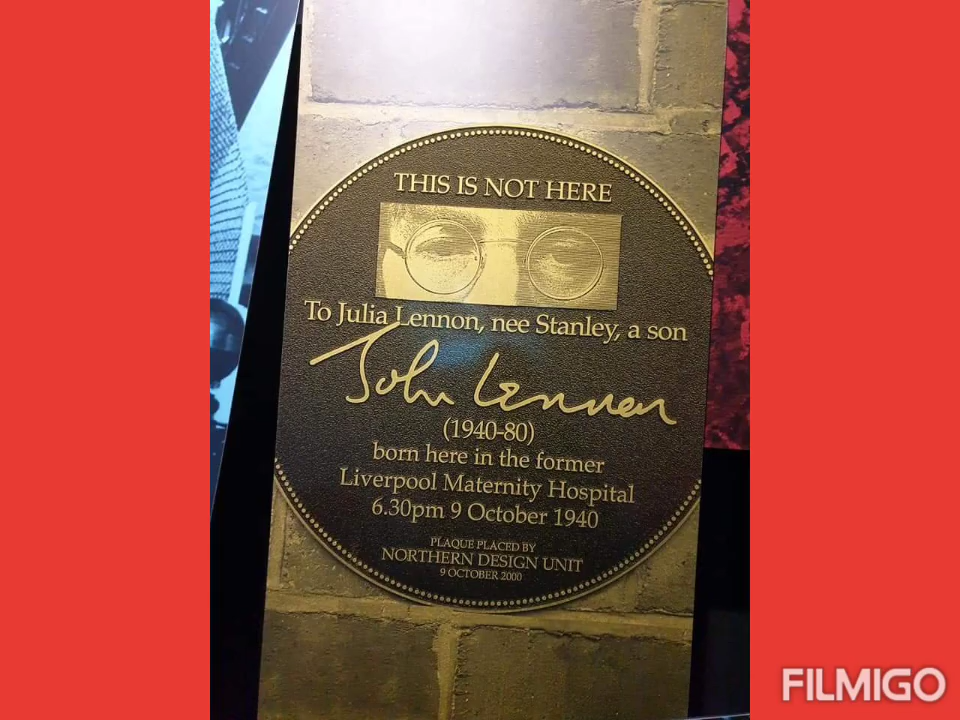 THIS IS NOT HERE
To Julia Lennon, nee Stanley, a son
John Lennon
(1940-80)
born here in the former
Liverpool Maternity Hospital
6.30pm 9 October 1940
PLAQUE PLACED BY
NORTHERN DESIGN UNIT
9 OCTOBER 2000
FILMIGO